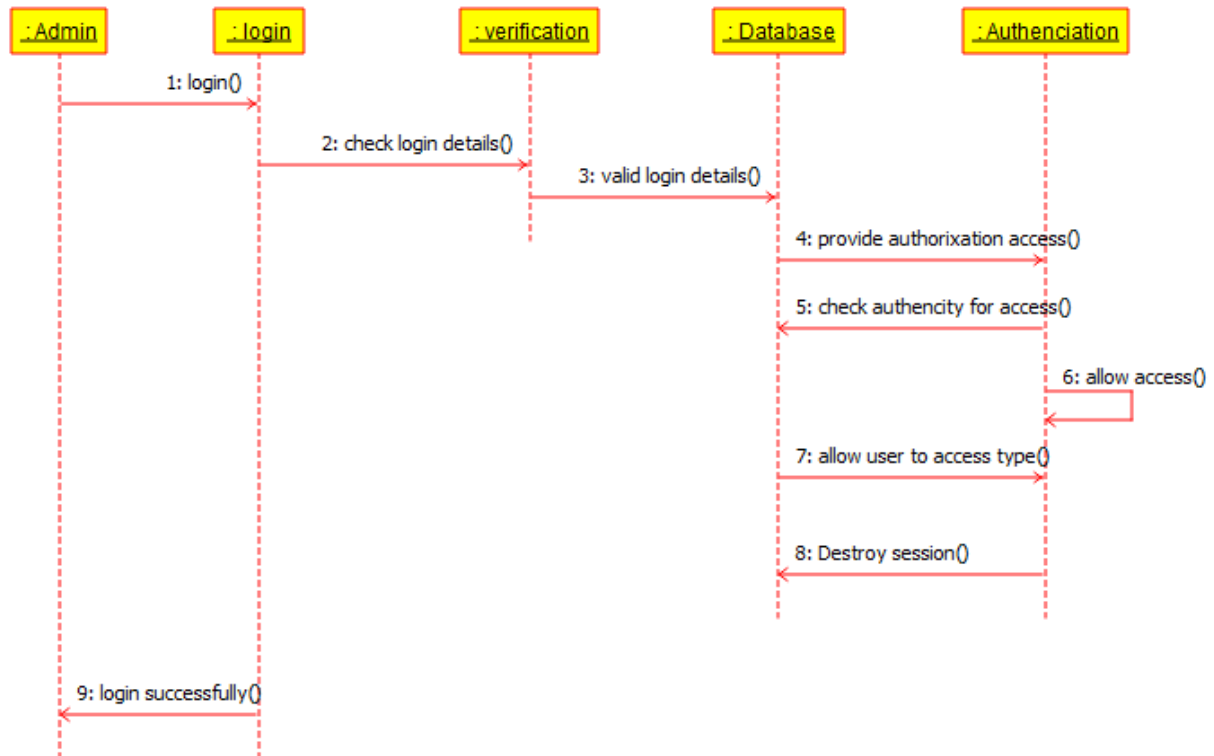 : Admin
: login
: verification
: Database
: Authenciation
1: login()
2: check login details()
3: valid login details()
4: provide authorixation access()
5: check authencity for access()
6: allow access()
7: allow user to access type()
8: Destroy session()
9: login successfully()